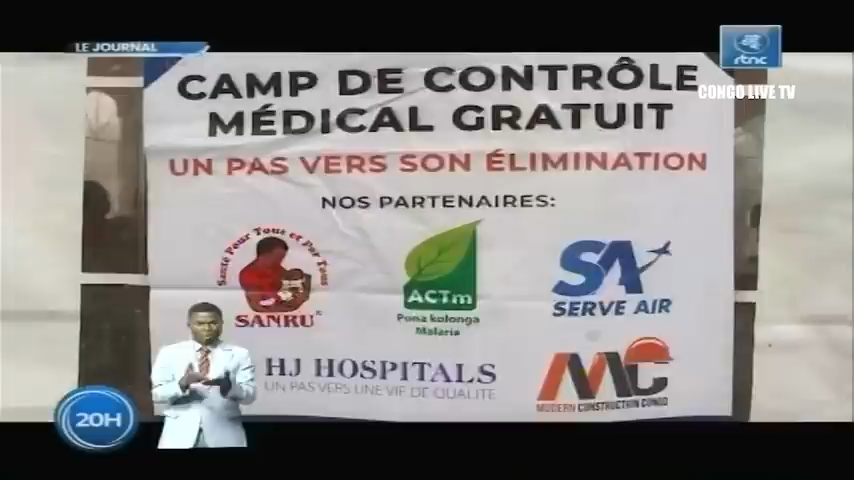 LE JOURNAL
rtnc
CONGO LIVE TV
CAMP DE CONTRÔLE
MÉDICAL GRATUIT
UN PAS VERS SON ÉLIMINATION
NOS PARTENAIRES:
Santé Pour Tous et Par Tous
SANRU
ACTm
Pona kolonga
Malaria
SA
SERVE AIR
HJ HOSPITALS
UN PAS VERS UNE VIE DE QUALITE
MC
MODERN CONSTRUCTION CONGO
20H